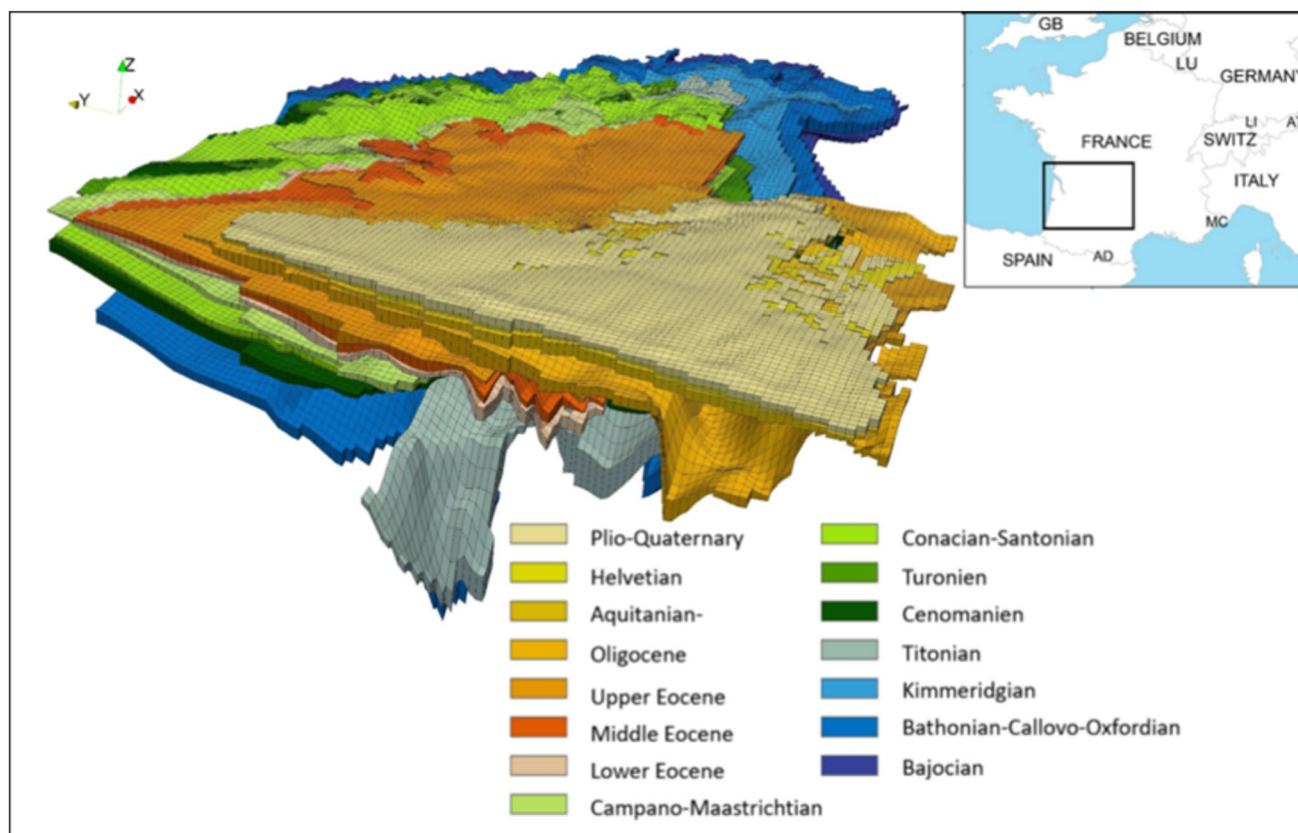 Z
Y
X
GB
BELGIUM
LU
GERMANY
FRANCE
LI
SWITZ
ITALY
MC
SPAIN
AD
Plio-Quaternary
Helvetian
Aquitanian-
Oligocene
Upper Eocene
Middle Eocene
Lower Eocene
Campano-Maastrichtian
Conacian-Santonian
Turonien
Cenomanien
Titonian
Kimmeridgian
Bathonian-Callovo-Oxfordian
Bajocian